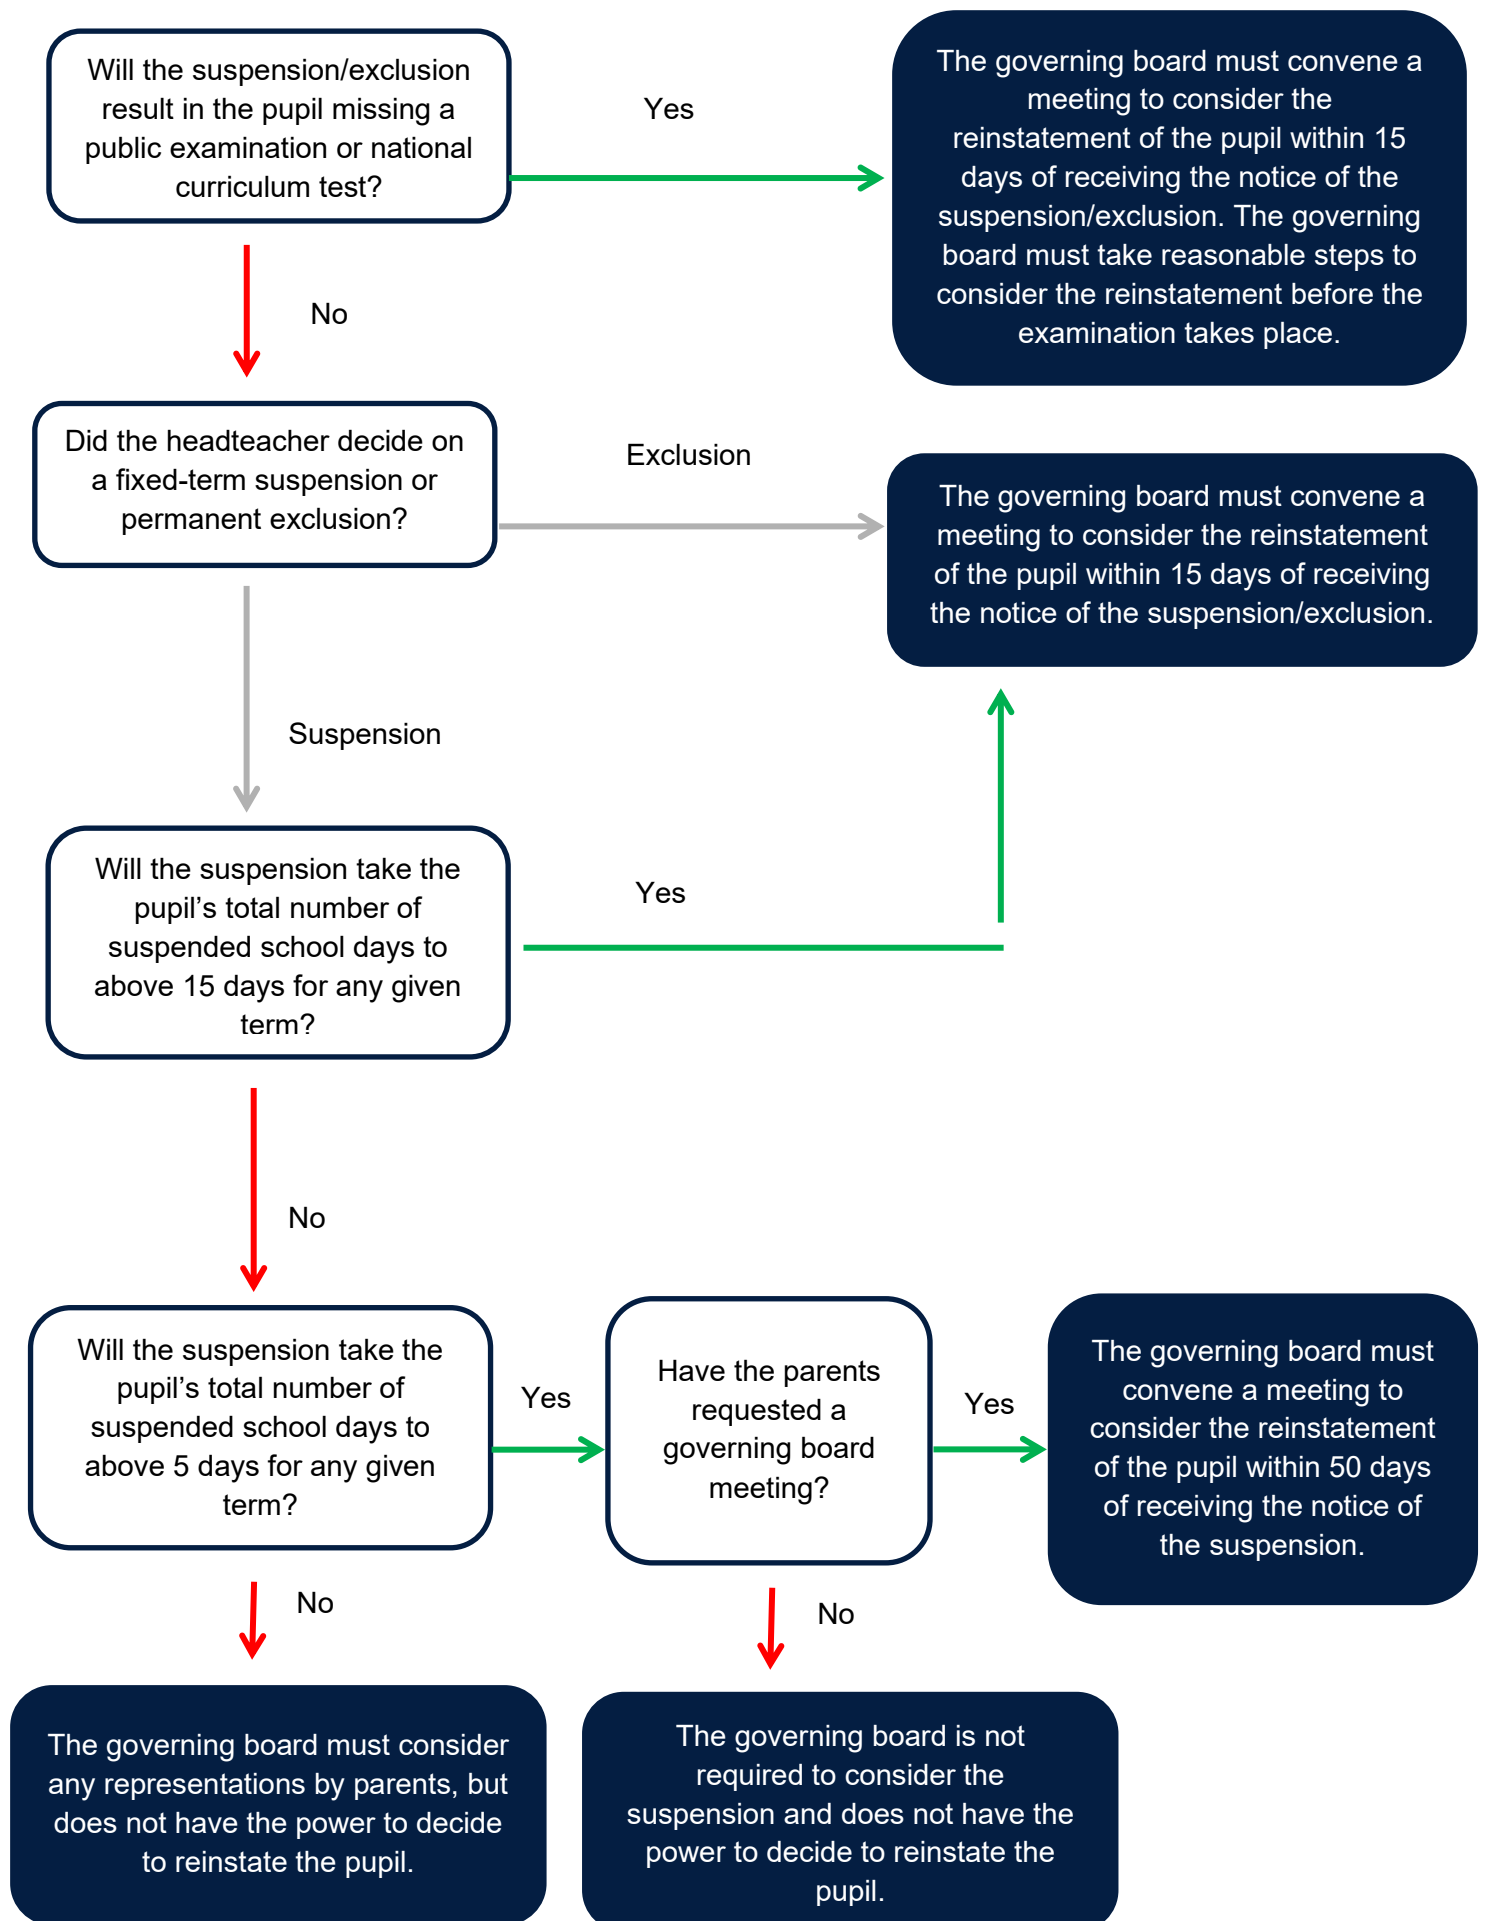 Will the suspension/exclusion
result in the pupil missing a
public examination or national
curriculum test?
Yes
The governing board must convene a
meeting to consider the
reinstatement of the pupil within 15
days of receiving the notice of the
suspension/exclusion. The governing
board must take reasonable steps to
consider the reinstatement before the
examination takes place.
No
Did the headteacher decide on
a fixed-term suspension or
permanent exclusion?
Exclusion
The governing board must convene a
meeting to consider the reinstatement
of the pupil within 15 days of receiving
the notice of the suspension/exclusion.
Suspension
Will the suspension take the
pupil’s total number of
suspended school days to
above 15 days for any given
term?
Yes
No
Will the suspension take the
pupil’s total number of
suspended school days to
above 5 days for any given
term?
Yes
Have the parents
requested a
governing board
meeting?
Yes
The governing board must
convene a meeting to
consider the reinstatement
of the pupil within 50 days
of receiving the notice of
the suspension.
No
No
The governing board must consider
any representations by parents, but
does not have the power to decide
to reinstate the pupil.
The governing board is not
required to consider the
suspension and does not have the
power to decide to reinstate the
pupil.